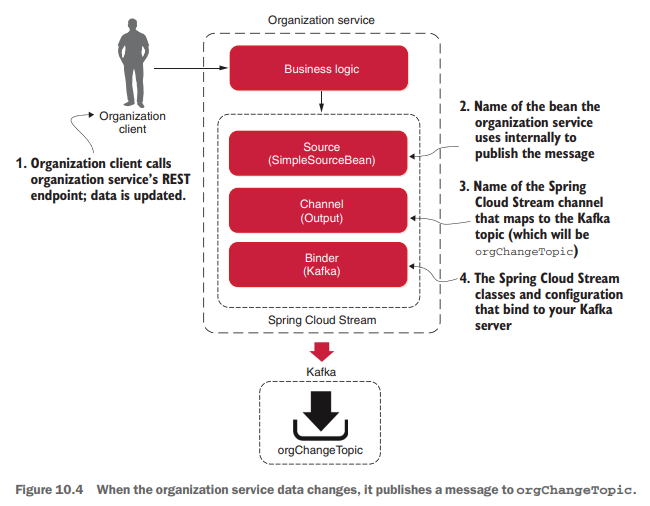 Organization service
Business logic
Organization
client
1. Organization client calls
organization service's REST
endpoint; data is updated.
Source
(SimpleSourceBean)
2. Name of the bean the
organization service
uses internally to
publish the message
Channel
(Output)
3. Name of the Spring
Cloud Stream channel
that maps to the Kafka
topic (which will be
orgChangeTopic)
Binder
(Kafka)
4. The Spring Cloud Stream
classes and configuration
that bind to your Kafka
server
Spring Cloud Stream
Kafka
orgChangeTopic
Figure 10.4 When the organization service data changes, it publishes a message to orgChangeTopic.